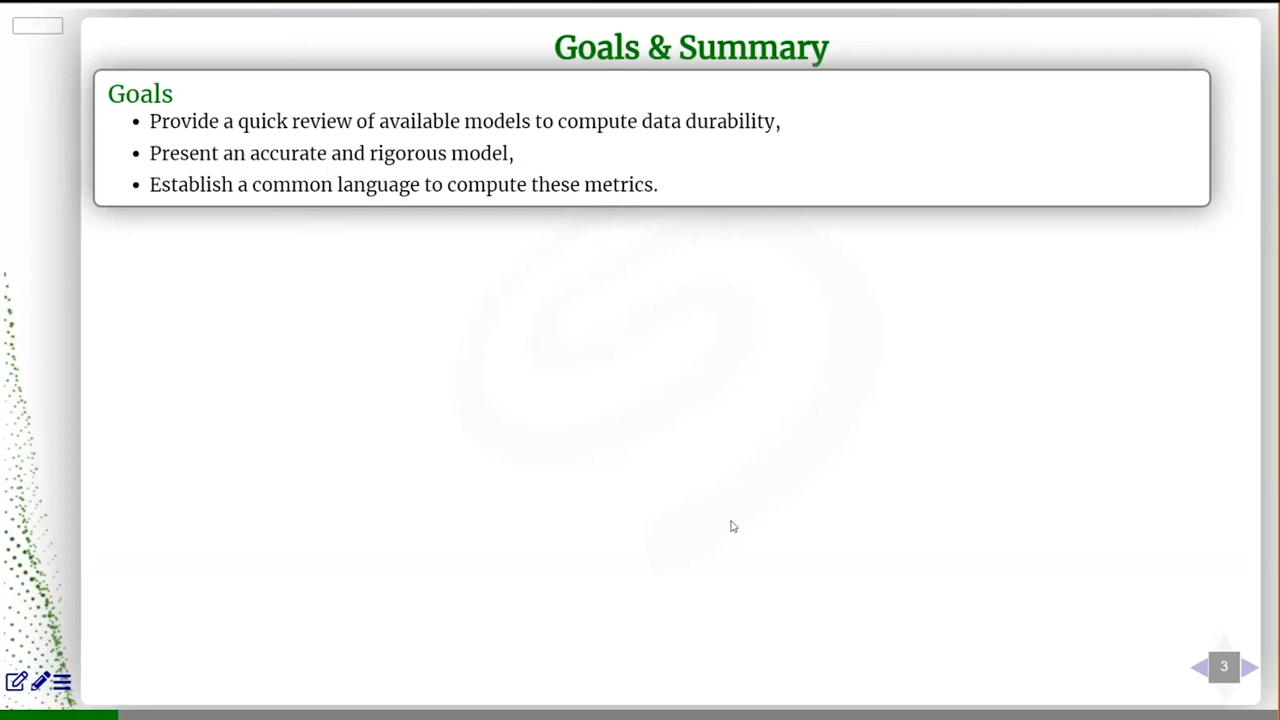 Goals & Summary
Goals
• Provide a quick review of available models to compute data durability,
• Present an accurate and rigorous model,
• Establish a common language to compute these metrics.
3